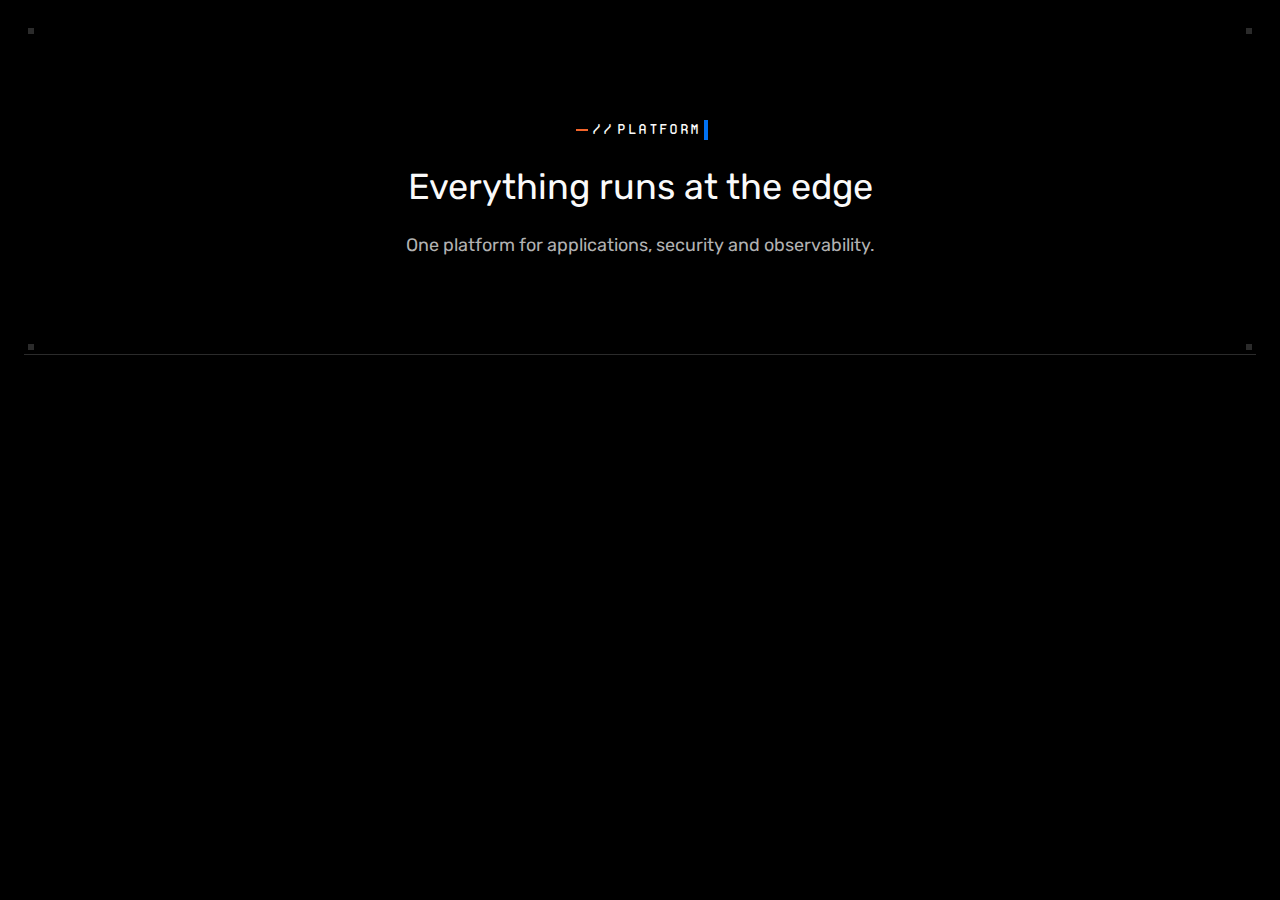 // PLATFORM
Everything runs at the edge
One platform for applications, security and observability.